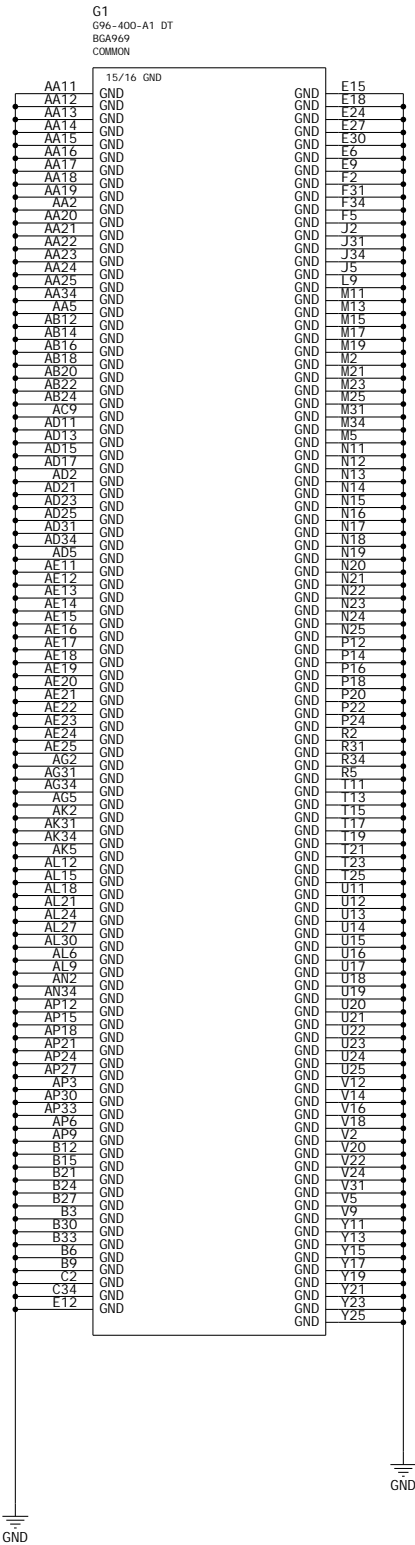 G1
G96-400-A1 DT
BGA969
COMMON
15/16 GND
AA11 GND GND E15
AA12 GND GND E18
AA13 GND GND E24
AA14 GND GND E27
AA15 GND GND E30
AA16 GND GND E6
AA17 GND GND E9
AA18 GND GND F2
AA19 GND GND F31
AA2 GND GND F34
AA20 GND GND F5
AA21 GND GND J2
AA22 GND GND J31
AA23 GND GND J34
AA24 GND GND J5
AA25 GND GND L9
AA34 GND GND M11
AA5 GND GND M13
AB12 GND GND M15
AB14 GND GND M17
AB16 GND GND M19
AB18 GND GND M2
AB20 GND GND M21
AB22 GND GND M23
AB24 GND GND M25
AC9 GND GND M31
AD11 GND GND M34
AD13 GND GND M5
AD15 GND GND N11
AD17 GND GND N12
AD2 GND GND N13
AD21 GND GND N14
AD23 GND GND N15
AD25 GND GND N16
AD31 GND GND N17
AD34 GND GND N18
AD5 GND GND N19
AE11 GND GND N20
AE12 GND GND N21
AE13 GND GND N22
AE14 GND GND N23
AE15 GND GND N24
AE16 GND GND N25
AE17 GND GND P12
AE18 GND GND P14
AE19 GND GND P16
AE20 GND GND P18
AE21 GND GND P20
AE22 GND GND P22
AE23 GND GND P24
AE24 GND GND R2
AE25 GND GND R31
AG2 GND GND R34
AG31 GND GND R5
AG34 GND GND T11
AG5 GND GND T13
AK2 GND GND T15
AK31 GND GND T17
AK34 GND GND T19
AK5 GND GND T21
AL12 GND GND T23
AL15 GND GND T25
AL18 GND GND U11
AL21 GND GND U12
AL24 GND GND U13
AL27 GND GND U14
AL30 GND GND U15
AL6 GND GND U16
AL9 GND GND U17
AN2 GND GND U18
AN34 GND GND U19
AP12 GND GND U20
AP15 GND GND U21
AP18 GND GND U22
AP21 GND GND U23
AP24 GND GND U24
AP27 GND GND U25
AP3 GND GND V12
AP30 GND GND V14
AP33 GND GND V16
AP6 GND GND V18
AP9 GND GND V2
B12 GND GND V20
B15 GND GND V22
B21 GND GND V24
B24 GND GND V31
B27 GND GND V5
B3 GND GND V9
B30 GND GND Y11
B33 GND GND Y13
B6 GND GND Y15
B9 GND GND Y17
C2 GND GND Y19
C34 GND GND Y21
E12 GND GND Y23
GND Y25
GND
GND